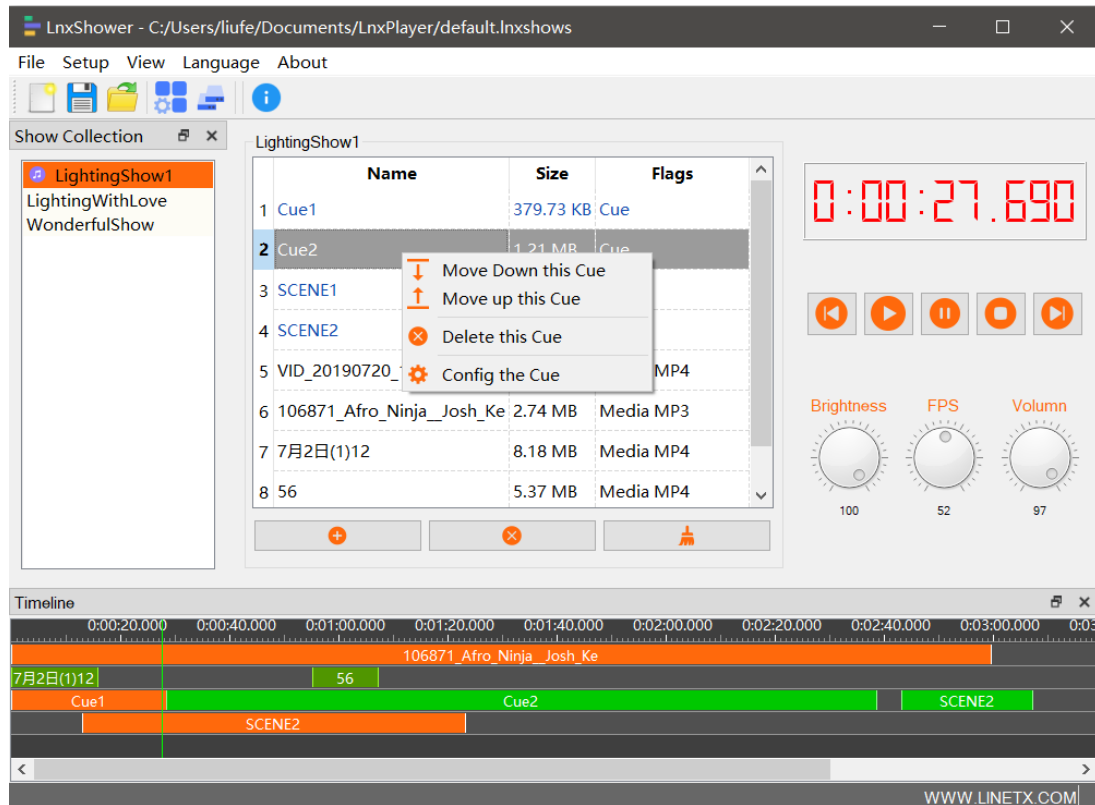 LnxShower - C:/Users/liufe/Documents/LnxPlayer/default.lnxshows
File Setup View Language About
Show Collection
LightingShow1
LightingWithLove
WonderfulShow
LightingShow1
Name Size Flags
1 Cue1 379.73 KB Cue
2 Cue2 1.21 MB Cue
3 SCENE1
4 SCENE2
5 VID_20190720_ MP4
6 106871_Afro_Ninja__Josh_Ke 2.74 MB Media MP3
7 7月2日(1)12 8.18 MB Media MP4
8 56 5.37 MB Media MP4
Move Down this Cue
Move up this Cue
Delete this Cue
Config the Cue
0:00:27.690
Brightness FPS Volumn
100 52 97
Timeline
0:00:20.000 0:00:40.000 0:01:00.000 0:01:20.000 0:01:40.000 0:02:00.000 0:02:20.000 0:02:40.000 0:03:00.000 0:03
106871_Afro_Ninja__Josh_Ke
7月2日(1)12 56
Cue1 Cue2 SCENE2
SCENE2
WWW.LINETX.COM